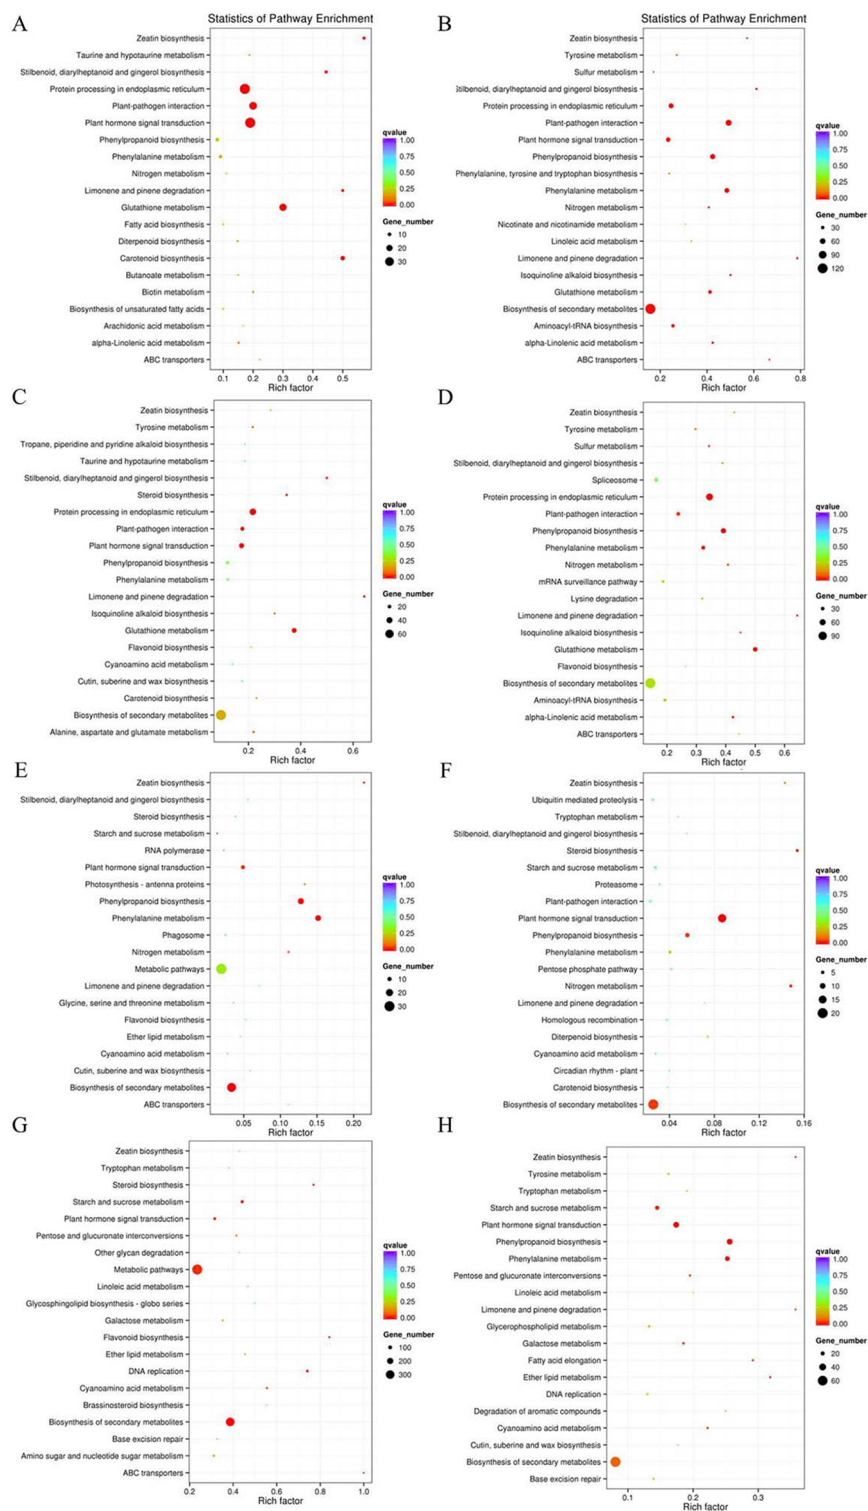 A
Statistics of Pathway Enrichment
Zeatin biosynthesis
Taurine and hypotaurine metabolism
Stilbenoid, diarylheptanoid and gingerol biosynthesis
Protein processing in endoplasmic reticulum
Plant-pathogen interaction
Plant hormone signal transduction
Phenylpropanoid biosynthesis
Phenylalanine metabolism
Nitrogen metabolism
Limonene and pinene degradation
Glutathione metabolism
Fatty acid biosynthesis
Diterpenoid biosynthesis
Carotenoid biosynthesis
Butanoate metabolism
Biotin metabolism
Biosynthesis of unsaturated fatty acids
Arachidonic acid metabolism
alpha-Linolenic acid metabolism
ABC transporters
0.1 0.2 0.3 0.4 0.5
Rich factor
qvalue
1.00
0.75
0.50
0.25
0.00
Gene_number
10
20
30
B
Statistics of Pathway Enrichment
Zeatin biosynthesis
Tyrosine metabolism
Sulfur metabolism
Stilbenoid, diarylheptanoid and gingerol biosynthesis
Protein processing in endoplasmic reticulum
Plant-pathogen interaction
Plant hormone signal transduction
Phenylpropanoid biosynthesis
Phenylalanine, tyrosine and tryptophan biosynthesis
Phenylalanine metabolism
Nitrogen metabolism
Nicotinate and nicotinamide metabolism
Linoleic acid metabolism
Limonene and pinene degradation
Isoquinoline alkaloid biosynthesis
Glutathione metabolism
Biosynthesis of secondary metabolites
Aminoacyl-tRNA biosynthesis
alpha-Linolenic acid metabolism
ABC transporters
0.2 0.4 0.6 0.8
Rich factor
qvalue
1.00
0.75
0.50
0.25
0.00
Gene_number
30
60
90
120
C
Zeatin biosynthesis
Tyrosine metabolism
Tropane, piperidine and pyridine alkaloid biosynthesis
Taurine and hypotaurine metabolism
Stilbenoid, diarylheptanoid and gingerol biosynthesis
Steroid biosynthesis
Protein processing in endoplasmic reticulum
Plant-pathogen interaction
Plant hormone signal transduction
Phenylpropanoid biosynthesis
Phenylalanine metabolism
Limonene and pinene degradation
Isoquinoline alkaloid biosynthesis
Glutathione metabolism
Flavonoid biosynthesis
Cyanoamino acid metabolism
Cutin, suberine and wax biosynthesis
Carotenoid biosynthesis
Biosynthesis of secondary metabolites
Alanine, aspartate and glutamate metabolism
0.2 0.4 0.6
Rich factor
qvalue
1.00
0.75
0.50
0.25
0.00
Gene_number
20
40
60
D
Zeatin biosynthesis
Tyrosine metabolism
Sulfur metabolism
Stilbenoid, diarylheptanoid and gingerol biosynthesis
Spliceosome
Protein processing in endoplasmic reticulum
Plant-pathogen interaction
Phenylpropanoid biosynthesis
Phenylalanine metabolism
Nitrogen metabolism
mRNA surveillance pathway
Lysine degradation
Limonene and pinene degradation
Isoquinoline alkaloid biosynthesis
Glutathione metabolism
Flavonoid biosynthesis
Biosynthesis of secondary metabolites
Aminoacyl-tRNA biosynthesis
alpha-Linolenic acid metabolism
ABC transporters
0.2 0.3 0.4 0.5 0.6
Rich factor
qvalue
1.00
0.75
0.50
0.25
0.00
Gene_number
30
60
90
E
Zeatin biosynthesis
Stilbenoid, diarylheptanoid and gingerol biosynthesis
Steroid biosynthesis
Starch and sucrose metabolism
RNA polymerase
Plant hormone signal transduction
Photosynthesis - antenna proteins
Phenylpropanoid biosynthesis
Phenylalanine metabolism
Phagosome
Nitrogen metabolism
Metabolic pathways
Limonene and pinene degradation
Glycine, serine and threonine metabolism
Flavonoid biosynthesis
Ether lipid metabolism
Cyanoamino acid metabolism
Cutin, suberine and wax biosynthesis
Biosynthesis of secondary metabolites
ABC transporters
0.05 0.10 0.15 0.20
Rich factor
qvalue
1.00
0.75
0.50
0.25
0.00
Gene_number
10
20
30
F
Zeatin biosynthesis
Ubiquitin mediated proteolysis
Tryptophan metabolism
Stilbenoid, diarylheptanoid and gingerol biosynthesis
Steroid biosynthesis
Starch and sucrose metabolism
Proteasome
Plant-pathogen interaction
Plant hormone signal transduction
Phenylpropanoid biosynthesis
Phenylalanine metabolism
Pentose phosphate pathway
Nitrogen metabolism
Limonene and pinene degradation
Homologous recombination
Diterpenoid biosynthesis
Cyanoamino acid metabolism
Circadian rhythm - plant
Carotenoid biosynthesis
Biosynthesis of secondary metabolites
0.04 0.08 0.12 0.16
Rich factor
qvalue
1.00
0.75
0.50
0.25
0.00
Gene_number
5
10
15
20
G
Zeatin biosynthesis
Tryptophan metabolism
Steroid biosynthesis
Starch and sucrose metabolism
Plant hormone signal transduction
Pentose and glucuronate interconversions
Other glycan degradation
Metabolic pathways
Linoleic acid metabolism
Glycosphingolipid biosynthesis - globo series
Galactose metabolism
Flavonoid biosynthesis
Ether lipid metabolism
DNA replication
Cyanoamino acid metabolism
Brassinosteroid biosynthesis
Biosynthesis of secondary metabolites
Base excision repair
Amino sugar and nucleotide sugar metabolism
ABC transporters
0.2 0.4 0.6 0.8 1.0
Rich factor
qvalue
1.00
0.75
0.50
0.25
0.00
Gene_number
100
200
300
H
Zeatin biosynthesis
Tyrosine metabolism
Tryptophan metabolism
Starch and sucrose metabolism
Plant hormone signal transduction
Phenylpropanoid biosynthesis
Phenylalanine metabolism
Pentose and glucuronate interconversions
Linoleic acid metabolism
Limonene and pinene degradation
Glycerophospholipid metabolism
Galactose metabolism
Fatty acid elongation
Ether lipid metabolism
DNA replication
Degradation of aromatic compounds
Cyanoamino acid metabolism
Cutin, suberine and wax biosynthesis
Biosynthesis of secondary metabolites
Base excision repair
0.1 0.2 0.3
Rich factor
qvalue
1.00
0.75
0.50
0.25
0.00
Gene_number
20
40
60